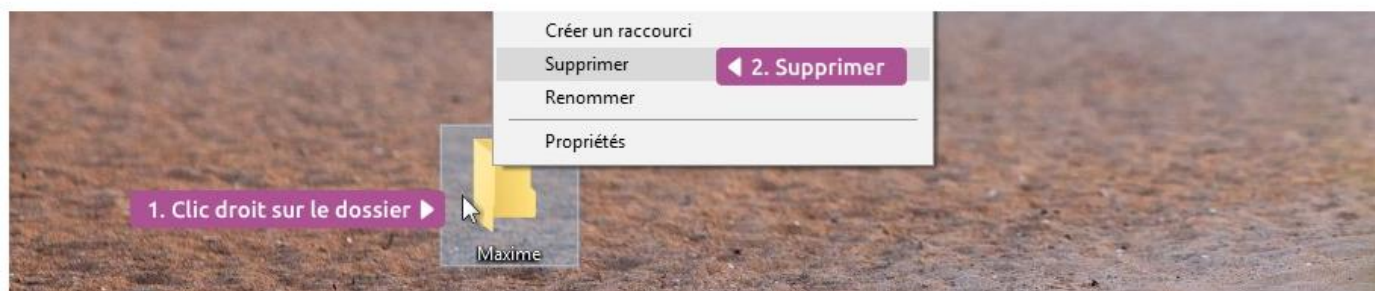 Créer un raccourci
Supprimer
◀ 2. Supprimer
Renommer
Propriétés
1. Clic droit sur le dossier ▶
Maxime